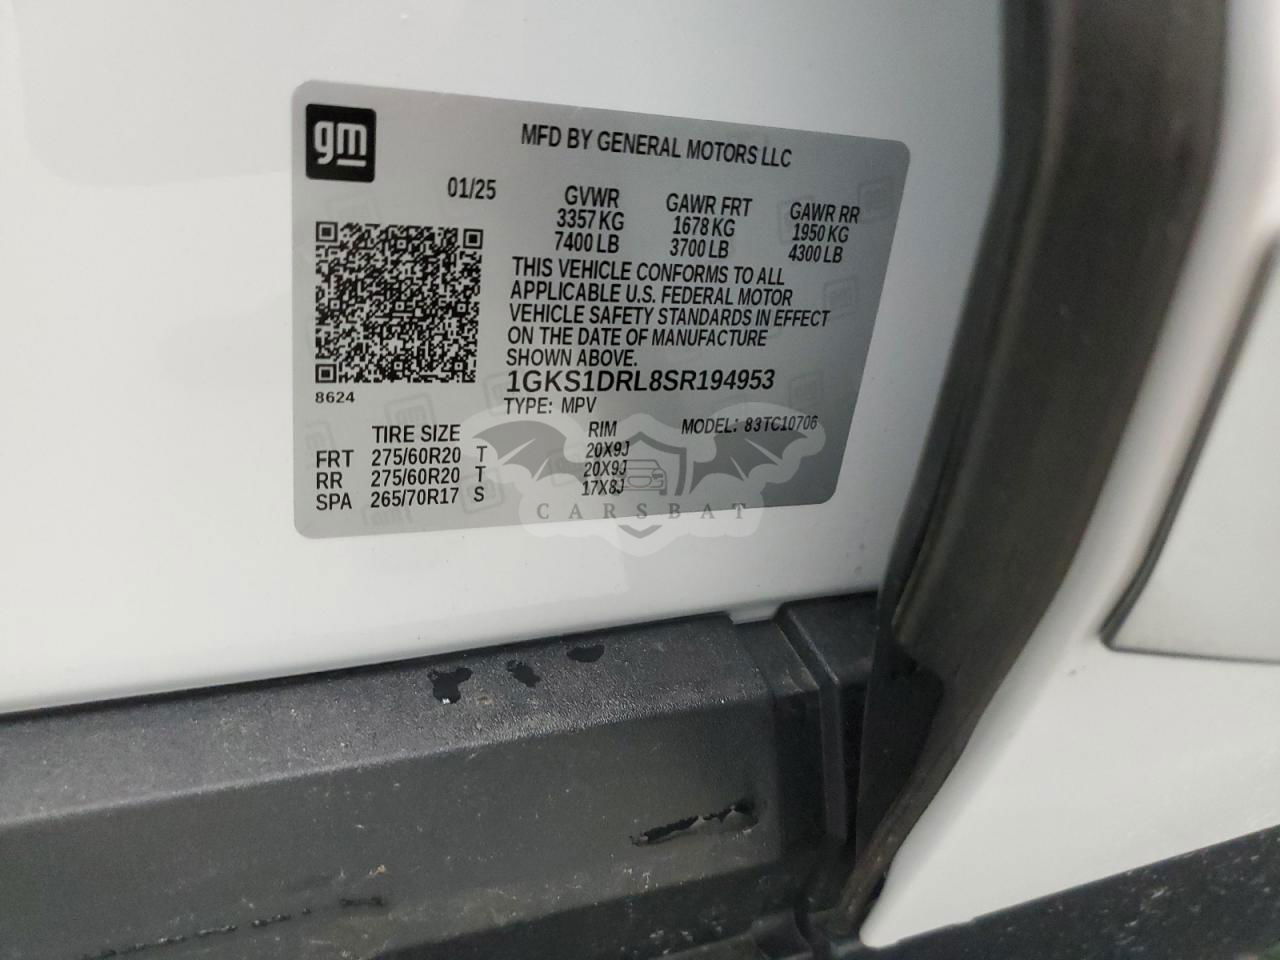 gm
MFD BY GENERAL MOTORS LLC
01/25
GVWR GAWR FRT GAWR RR
3357 KG 1678 KG 1950 KG
7400 LB 3700 LB 4300 LB
THIS VEHICLE CONFORMS TO ALL
APPLICABLE U.S. FEDERAL MOTOR
VEHICLE SAFETY STANDARDS IN EFFECT
ON THE DATE OF MANUFACTURE
SHOWN ABOVE.
1GKS1DRL8SR194953
8624
TYPE: MPV MODEL: 83TC10706
TIRE SIZE RIM
FRT 275/60R20 T 20X9J
RR 275/60R20 T 20X9J
SPA 265/70R17 S 17X8J
CARSBAT